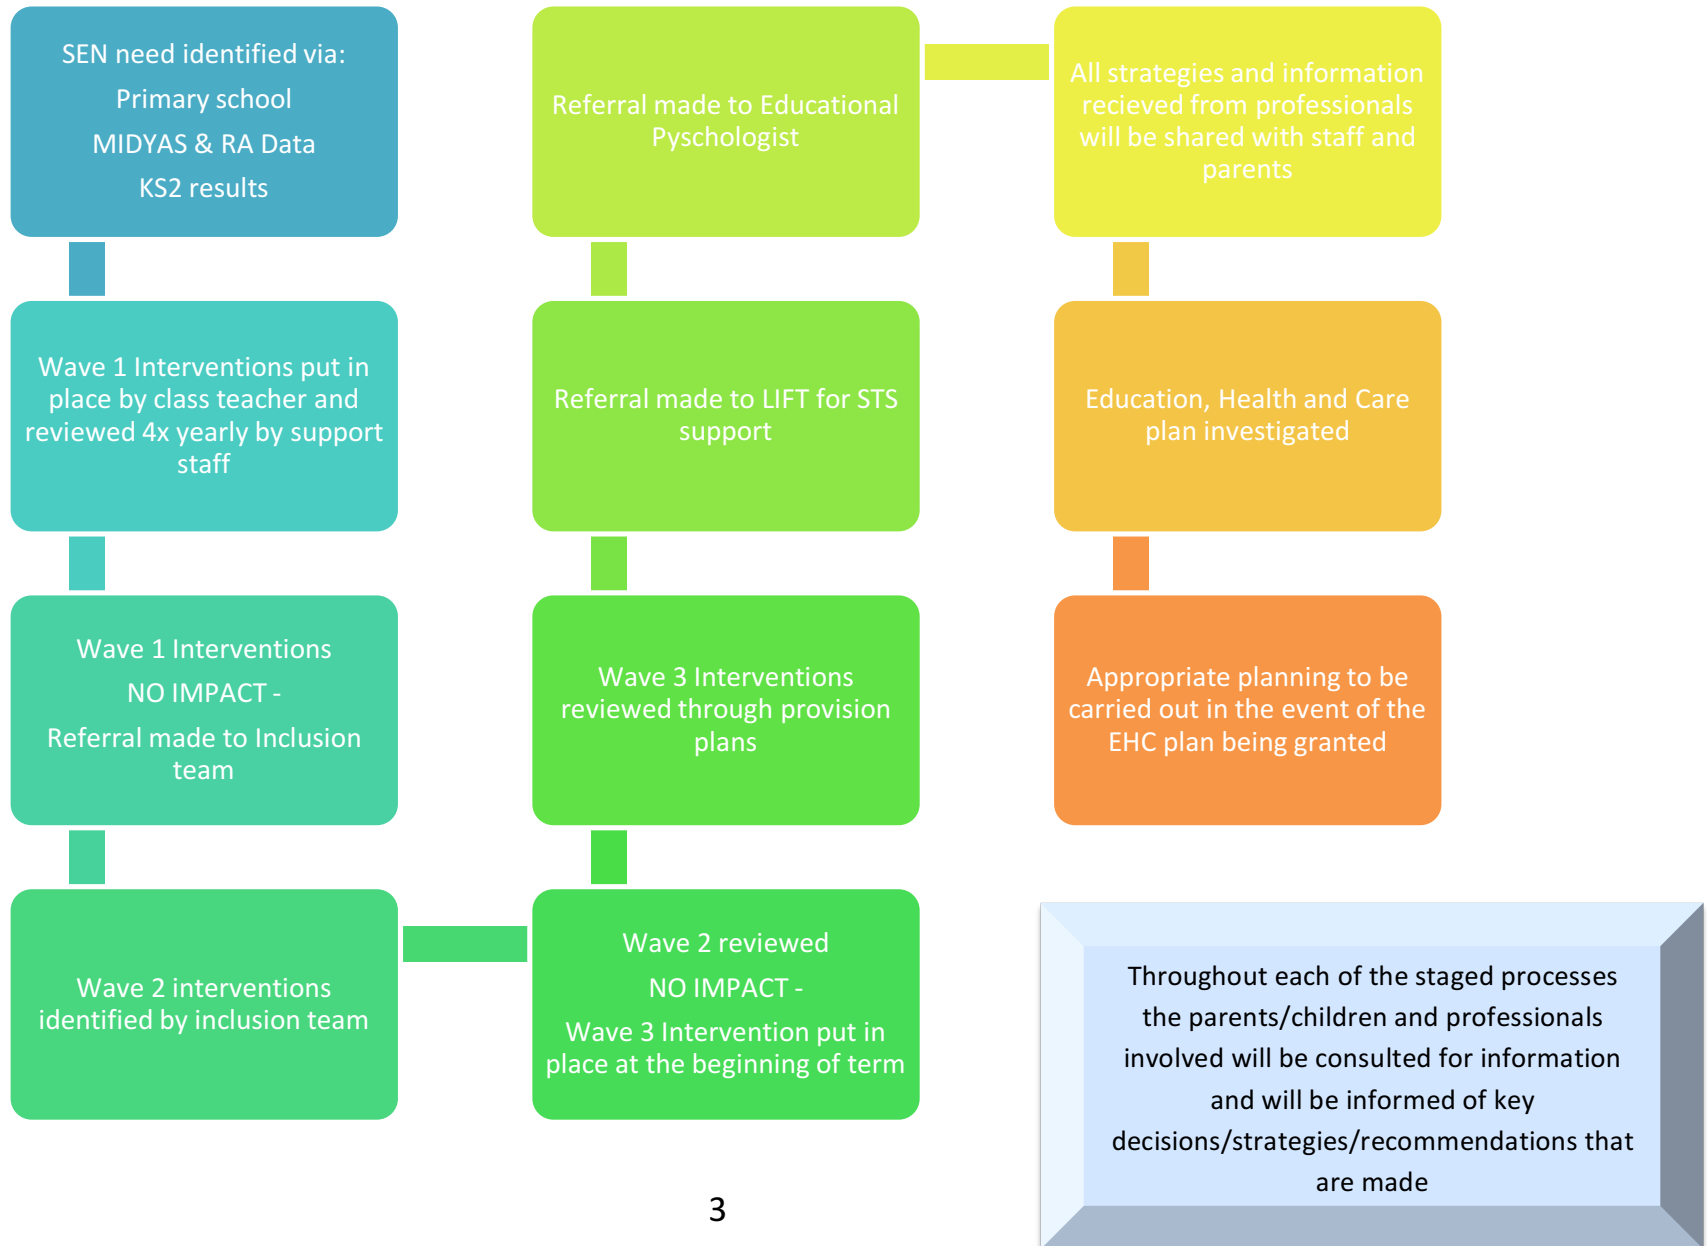 SEN need identified via:
Primary school
MIDYAS & RA Data
KS2 results
Wave 1 Interventions put in
place by class teacher and
reviewed 4x yearly by support
staff
Wave 1 Interventions
NO IMPACT -
Referral made to Inclusion
team
Wave 2 interventions
identified by inclusion team
Wave 2 reviewed
NO IMPACT -
Wave 3 Intervention put in
place at the beginning of term
Wave 3 Interventions
reviewed through provision
plans
Referral made to LIFT for STS
support
Referral made to Educational
Pyschologist
All strategies and information
recieved from professionals
will be shared with staff and
parents
Education, Health and Care
plan investigated
Appropriate planning to be
carried out in the event of the
EHC plan being granted
Throughout each of the staged processes
the parents/children and professionals
involved will be consulted for information
and will be informed of key
decisions/strategies/recommendations that
are made
3